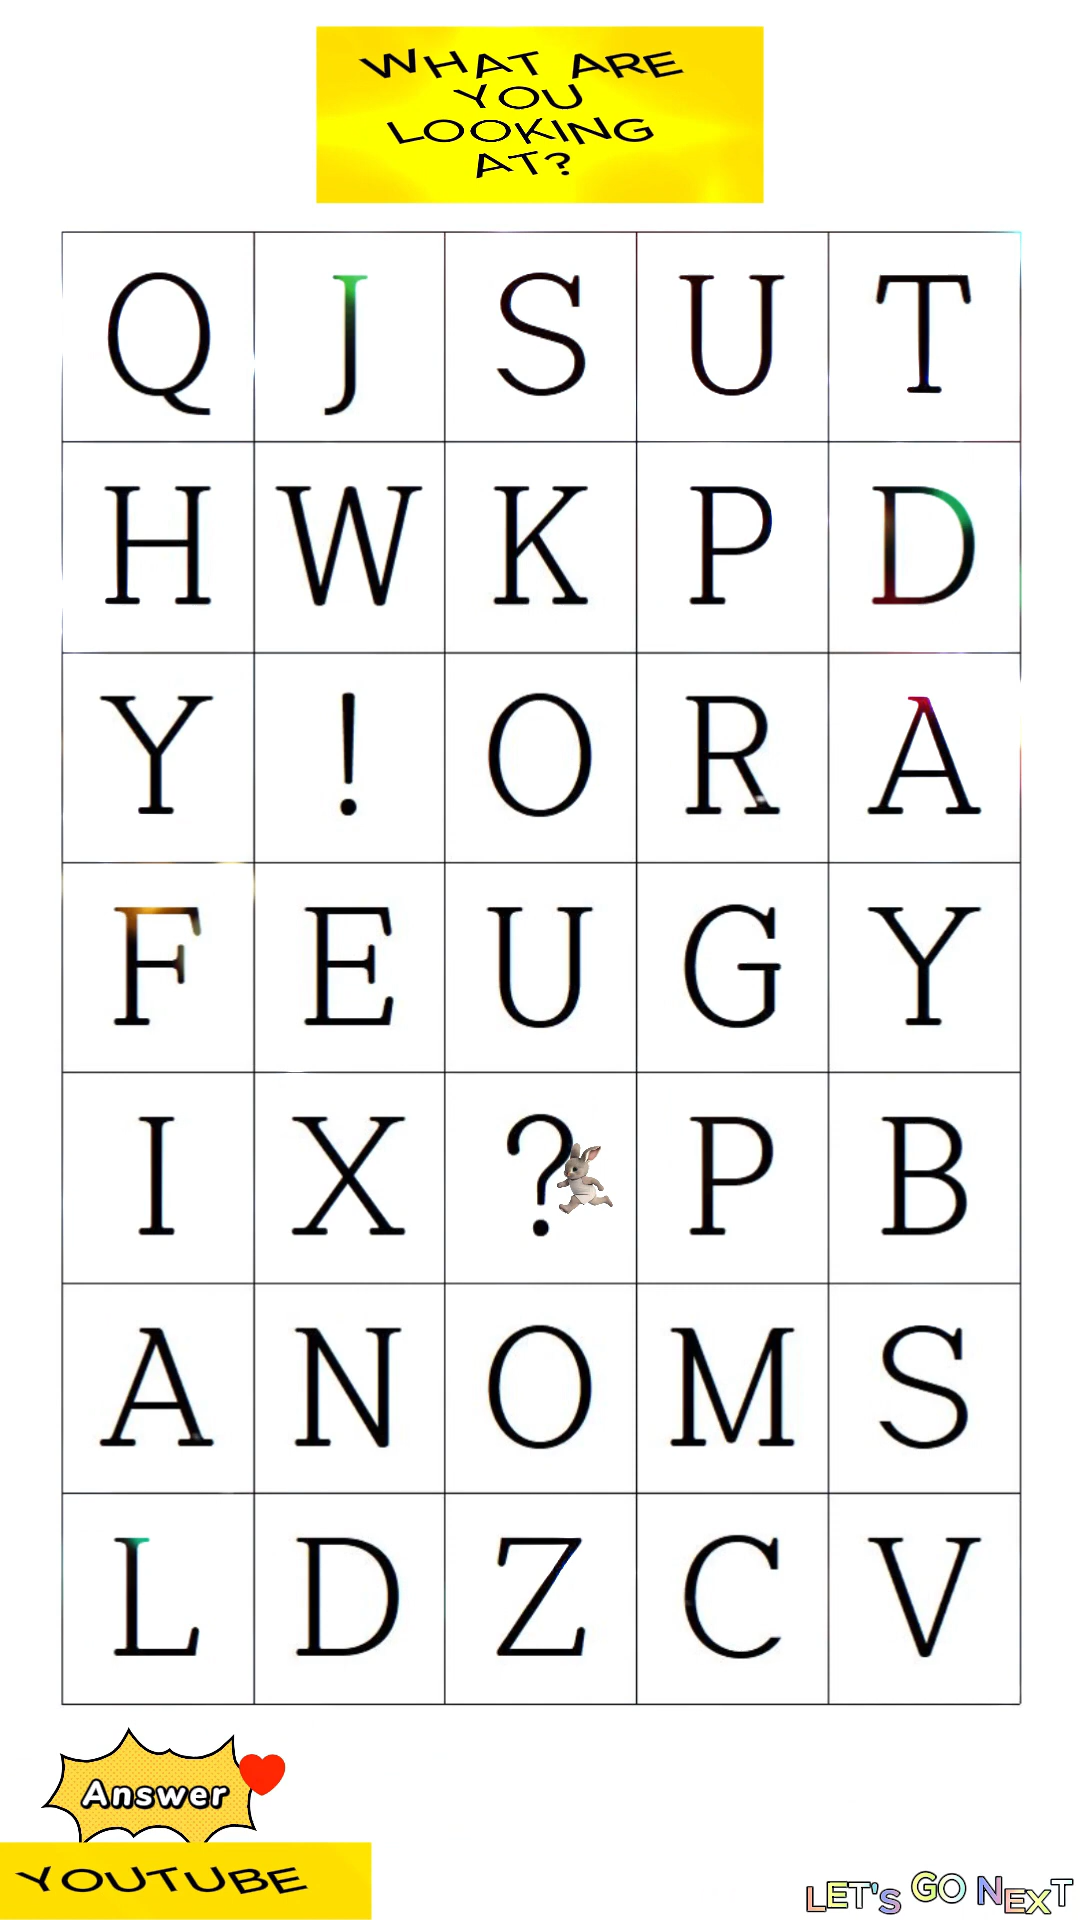 WHAT ARE
YOU
LOOKING
AT?
Q J S U T
H W K P D
Y ! O R A
F E U G Y
I X ? P B
A N O M S
L D Z C V
Answer
YOUTUBE
LET'S GO NEXT